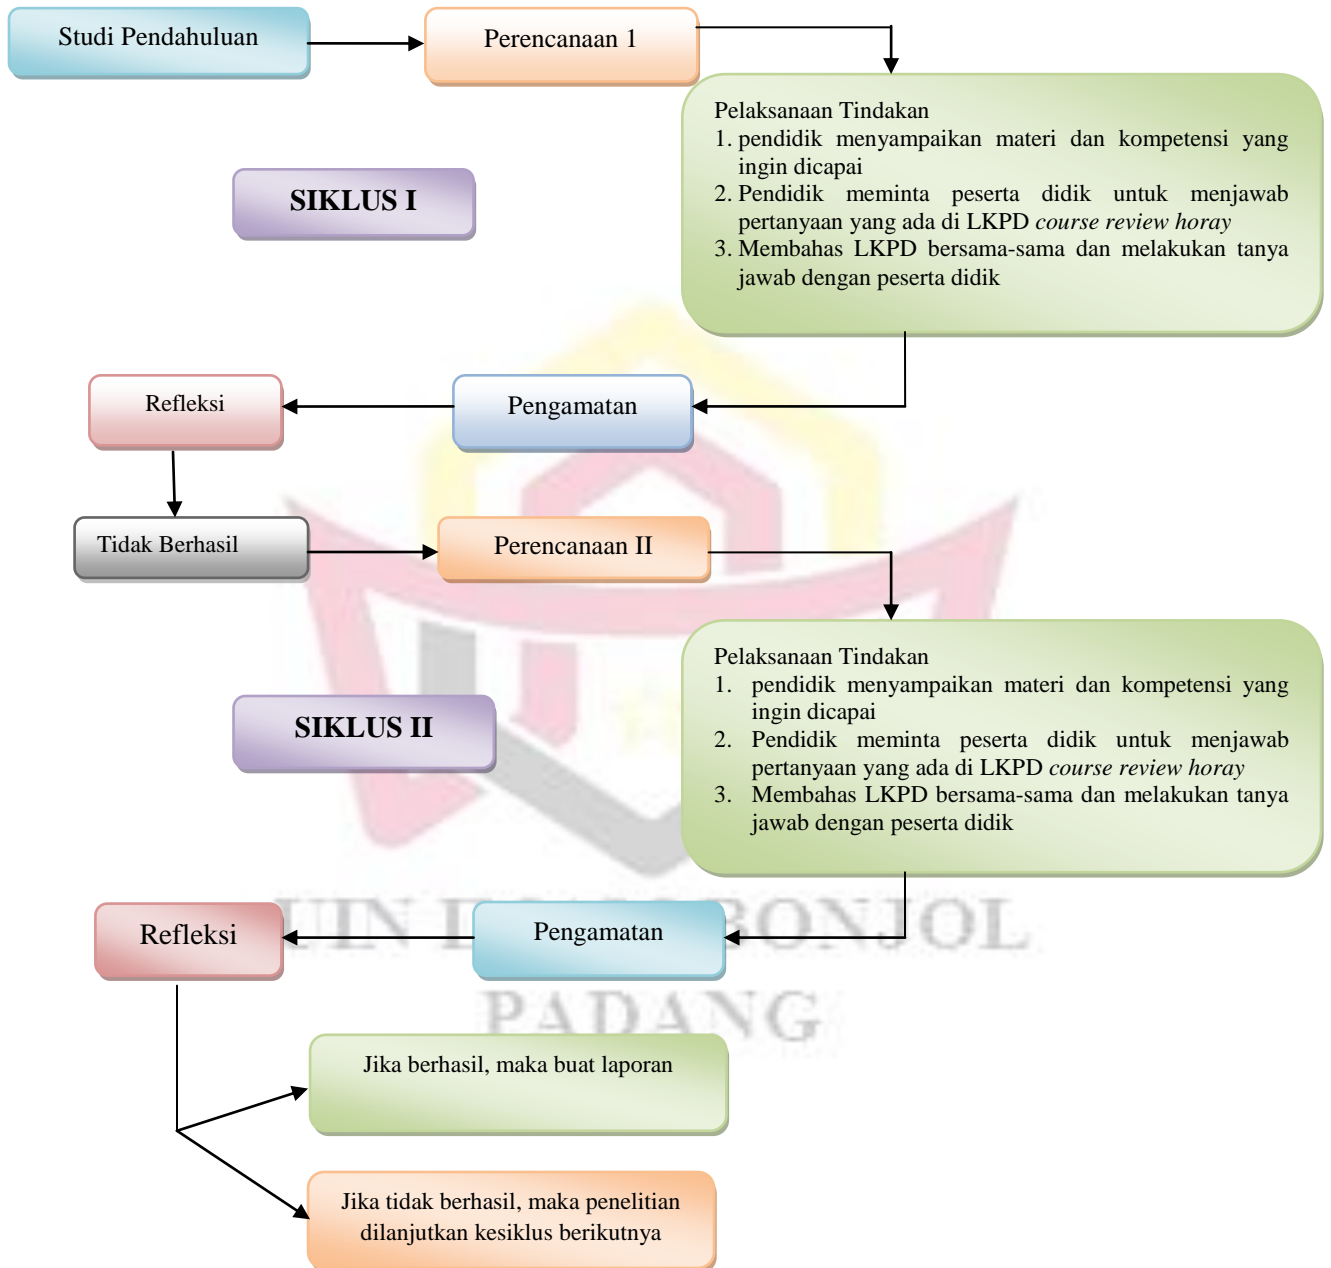 Studi Pendahuluan
Perencanaan 1
Pelaksanaan Tindakan
1. pendidik menyampaikan materi dan kompetensi yang
ingin dicapai
2. Pendidik meminta peserta didik untuk menjawab
pertanyaan yang ada di LKPD course review horay
3. Membahas LKPD bersama-sama dan melakukan tanya
jawab dengan peserta didik
SIKLUS I
Pengamatan
Refleksi
Tidak Berhasil
Perencanaan II
Pelaksanaan Tindakan
1. pendidik menyampaikan materi dan kompetensi yang
ingin dicapai
2. Pendidik meminta peserta didik untuk menjawab
pertanyaan yang ada di LKPD course review horay
3. Membahas LKPD bersama-sama dan melakukan tanya
jawab dengan peserta didik
SIKLUS II
Pengamatan
Refleksi
UIN BONJOL
PADANG
Jika berhasil, maka buat laporan
Jika tidak berhasil, maka penelitian
dilanjutkan kesiklus berikutnya